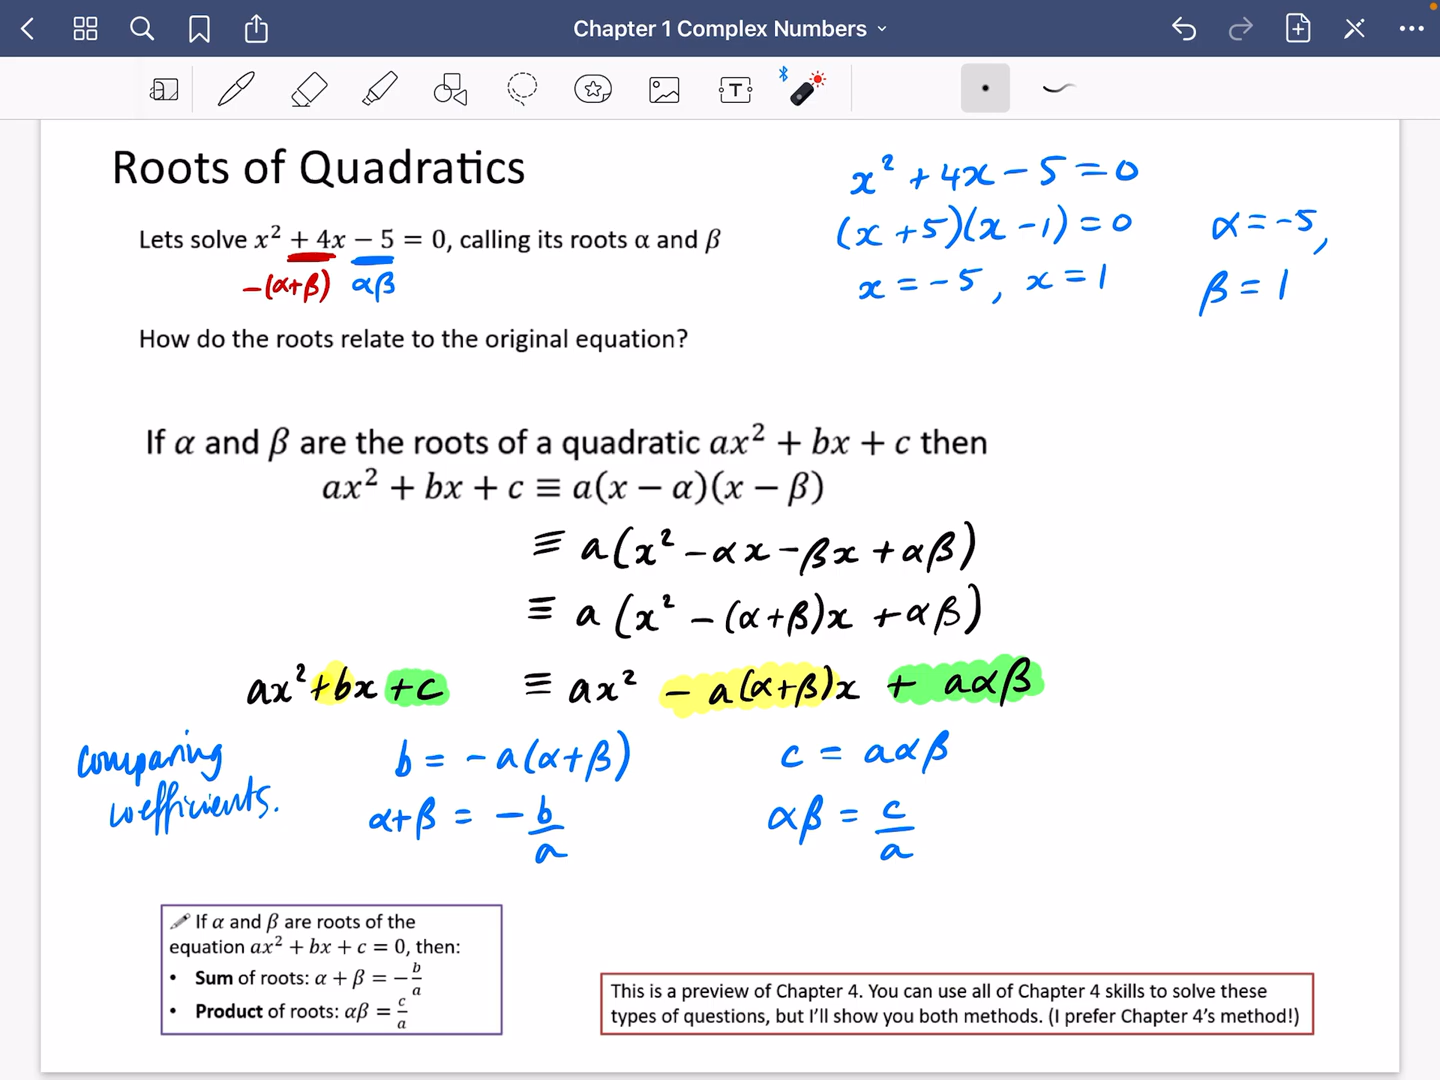 Chapter 1 Complex Numbers
Roots of Quadratics
Lets solve x² + 4x − 5 = 0, calling its roots α and β
−(α+β) αβ
x² + 4x − 5 = 0
(x + 5)(x − 1) = 0
x = −5, x = 1
α = −5,
β = 1
How do the roots relate to the original equation?
If α and β are the roots of a quadratic ax² + bx + c then
ax² + bx + c ≡ a(x − α)(x − β)
≡ a(x² − αx − βx + αβ)
≡ a(x² − (α+β)x + αβ)
ax² + bx + c ≡ ax² − a(α+β)x + aαβ
Comparing
coefficients.
b = −a(α+β)
α+β = −b/a
c = aαβ
αβ = c/a
If α and β are roots of the
equation ax² + bx + c = 0, then:
• Sum of roots: α + β = −b/a
• Product of roots: αβ = c/a
This is a preview of Chapter 4. You can use all of Chapter 4 skills to solve these
types of questions, but I'll show you both methods. (I prefer Chapter 4's method!)